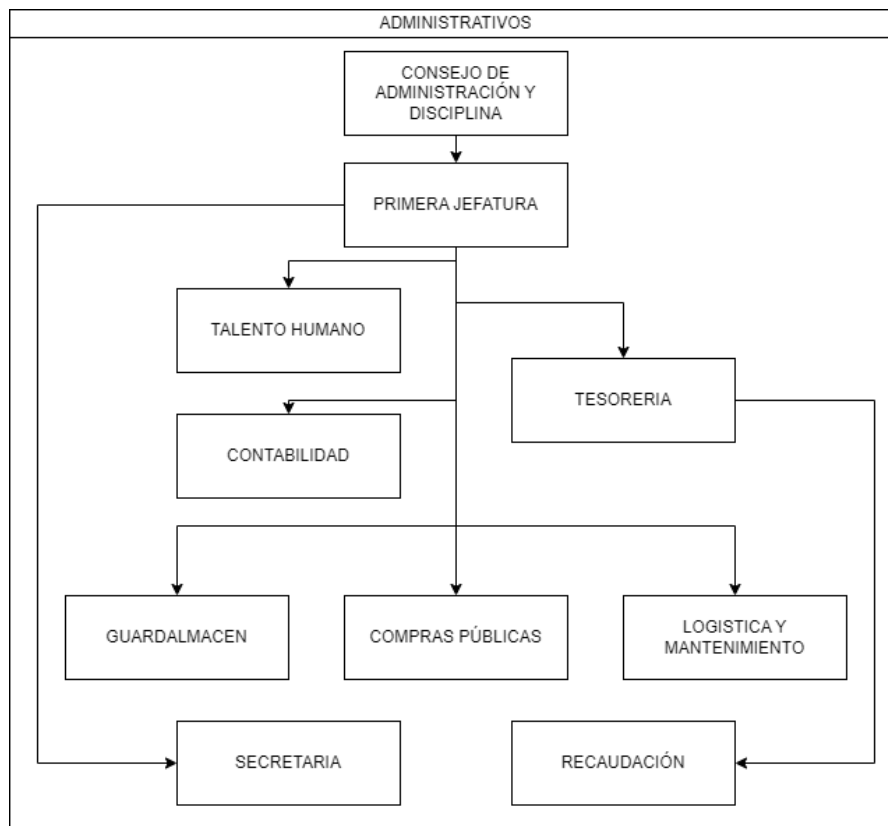 ADMINISTRATIVOS
CONSEJO DE
ADMINISTRACIÓN Y
DISCIPLINA
PRIMERA JEFATURA
TALENTO HUMANO
TESORERIA
CONTABILIDAD
GUARDALMACEN
COMPRAS PÚBLICAS
LOGISTICA Y
MANTENIMIENTO
SECRETARIA
RECAUDACIÓN